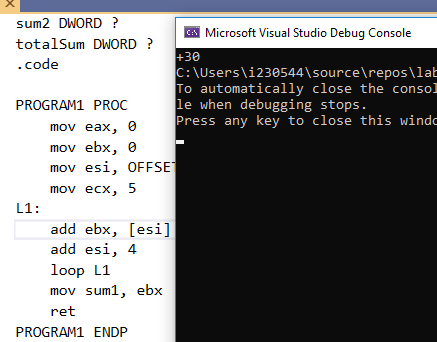 sum2 DWORD ?
totalSum DWORD ?
.code
PROGRAM1 PROC
mov eax, 0
mov ebx, 0
mov esi, OFFSET
mov ecx, 5
L1:
add ebx, [esi]
add esi, 4
loop L1
mov sum1, ebx
ret
PROGRAM1 ENDP
Microsoft Visual Studio Debug Console
+30
C:\Users\i230544\source\repos\lab
To automatically close the consol
le when debugging stops.
Press any key to close this windo